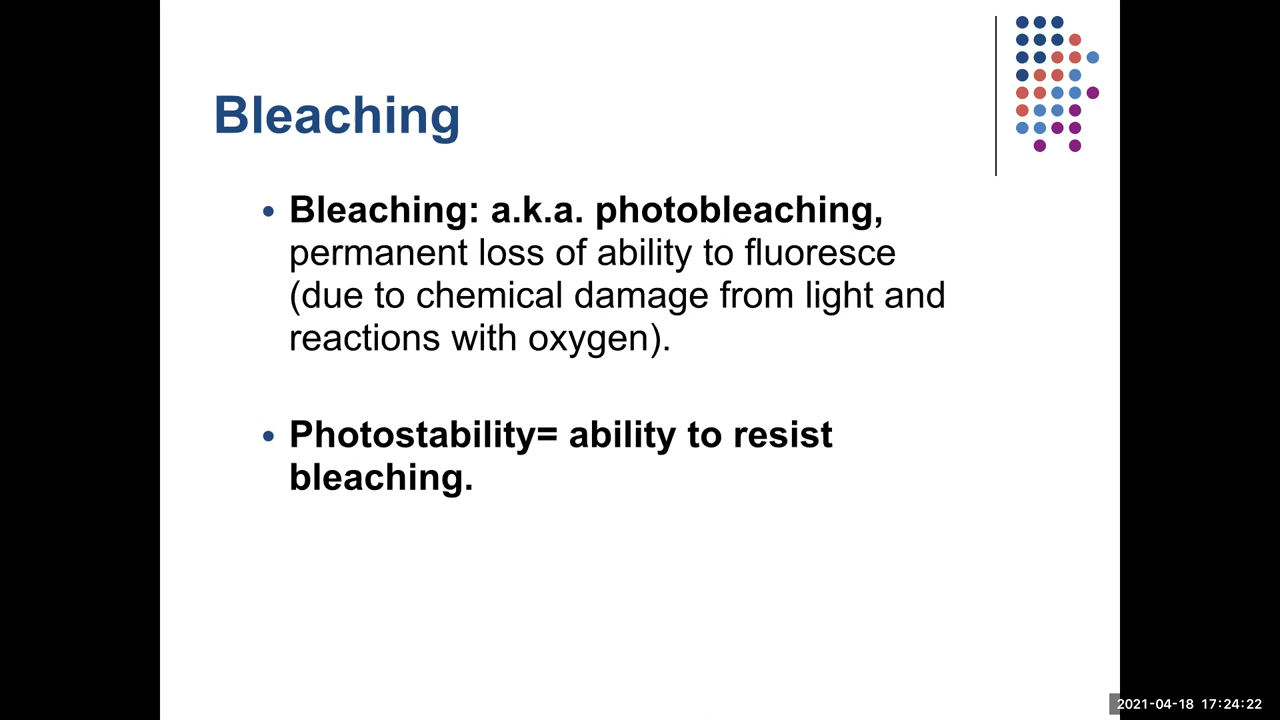 Bleaching
• Bleaching: a.k.a. photobleaching,
permanent loss of ability to fluoresce
(due to chemical damage from light and
reactions with oxygen).
• Photostability= ability to resist
bleaching.
2021-04-18 17:24:22